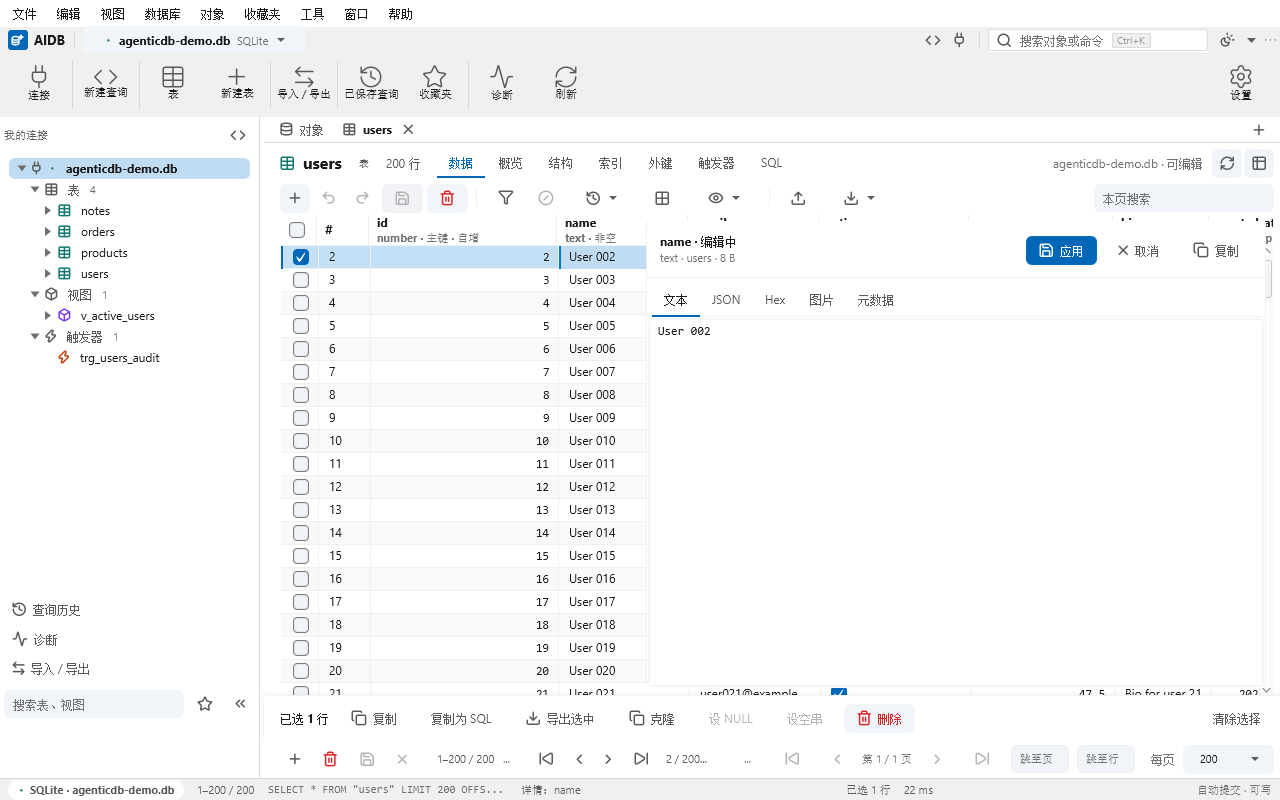 文件 编辑 视图 数据库 对象 收藏夹 工具 窗口 帮助
AIDB · agenticdb-demo.db SQLite 搜索对象或命令 Ctrl+K
连接 新建查询 表 新建表 导入 / 导出 已保存查询 收藏夹 诊断 刷新 设置
我的连接
· agenticdb-demo.db
表 4
notes
orders
products
users
视图 1
v_active_users
触发器 1
trg_users_audit
查询历史
诊断
导入 / 导出
搜索表、视图
对象 users
users 表 200 行 数据 概览 结构 索引 外键 触发器 SQL agenticdb-demo.db · 可编辑
本页搜索
# id name
number · 主键 · 自增 text · 非空
2 2 User 002
3 3 User 003
4 4 User 004
5 5 User 005
6 6 User 006
7 7 User 007
8 8 User 008
9 9 User 009
10 10 User 010
11 11 User 011
12 12 User 012
13 13 User 013
14 14 User 014
15 15 User 015
16 16 User 016
17 17 User 017
18 18 User 018
19 19 User 019
20 20 User 020
21 21 User 021 user021@example 47.5 Bio for user 21 202
name · 编辑中
text · users · 8 B
应用 取消 复制
文本 JSON Hex 图片 元数据
User 002
已选 1 行 复制 复制为 SQL 导出选中 克隆 设 NULL 设空串 删除 清除选择
1–200 / 200 ... 2 / 200... ... 第 1 / 1 页 跳至页 跳至行 每页 200
· SQLite · agenticdb-demo.db 1–200 / 200 SELECT * FROM "users" LIMIT 200 OFFS... 详情: name 已选 1 行 22 ms 自动提交 · 可写